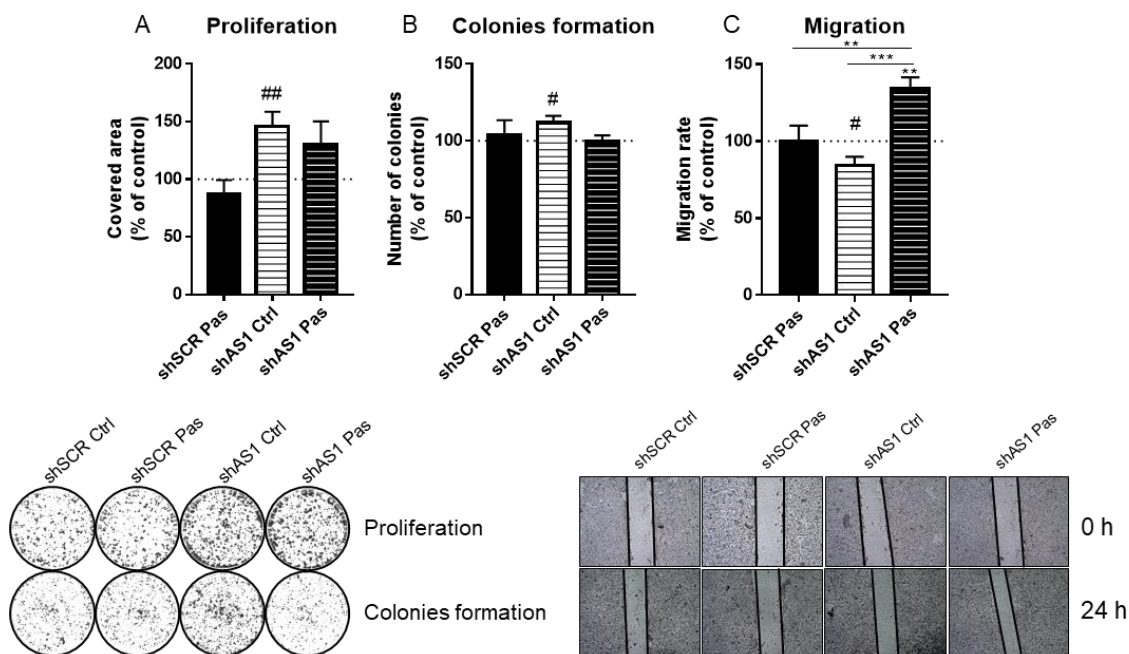 A Proliferation
Covered area
(% of control)
200
150
100
50
0
##
shSCR Pas
shAS1 Ctrl
shAS1 Pas
B Colonies formation
Number of colonies
(% of control)
150
100
50
0
#
shSCR Pas
shAS1 Ctrl
shAS1 Pas
C Migration
Migration rate
(% of control)
150
100
50
0
**
***
**
#
shSCR Pas
shAS1 Ctrl
shAS1 Pas
shSCR Ctrl
shSCR Pas
shAS1 Ctrl
shAS1 Pas
Proliferation
Colonies formation
shSCR Ctrl
shSCR Pas
shAS1 Ctrl
shAS1 Pas
0 h
24 h